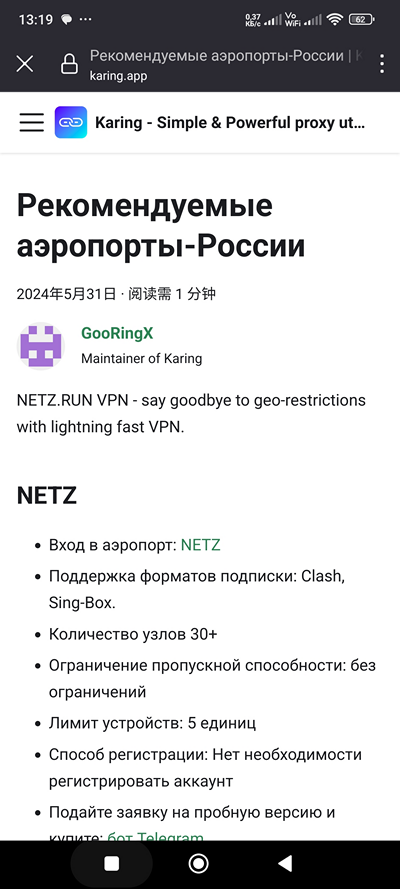 13:19
0,37
КБ/с
Vo
WiFi
62
Рекомендуемые аэропорты-России |
karing.app
Karing - Simple & Powerful proxy ut…
Рекомендуемые
аэропорты-России
2024年5月31日 · 阅读需 1 分钟
GooRingX
Maintainer of Karing
NETZ.RUN VPN - say goodbye to geo-restrictions
with lightning fast VPN.
NETZ
Вход в аэропорт: NETZ
Поддержка форматов подписки: Clash,
Sing-Box.
Количество узлов 30+
Ограничение пропускной способности: без
ограничений
Лимит устройств: 5 единиц
Способ регистрации: Нет необходимости
регистрировать аккаунт
Подайте заявку на пробную версию и
купите: бот Telegram